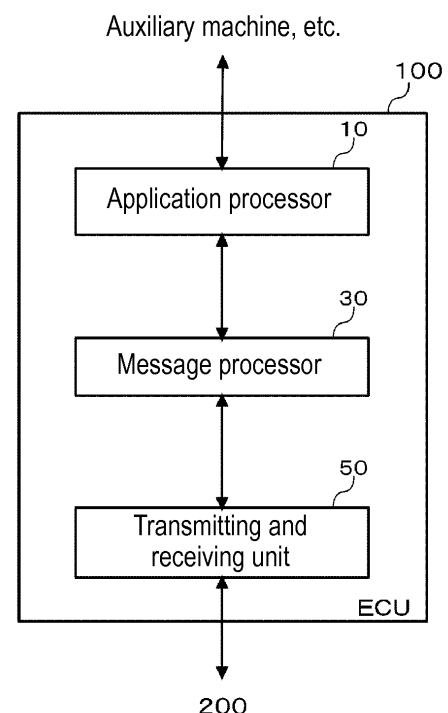 Auxiliary machine, etc.
100
10
Application processor
30
Message processor
50
Transmitting and
receiving unit
ECU
200